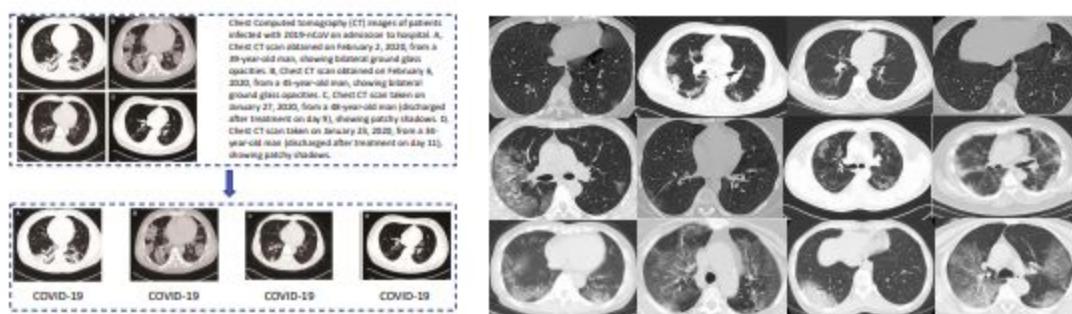 Chest Computed tomography (CT) images of patients
infected with 2019-nCoV on admission to hospital. A,
Chest CT scan obtained on February 2, 2020, from a
39-year-old man, showing bilateral ground glass
opacities. B, Chest CT scan obtained on February 6,
2020, from a 45-year-old man, showing bilateral
ground glass opacities. C, Chest CT scan taken on
January 27, 2020, from a 48-year-old man (discharged
after treatment on day 9), showing patchy shadows. D,
Chest CT scan taken on January 23, 2020, from a 34-
year-old man (discharged after treatment on day 11),
showing patchy shadows.
COVID-19 COVID-19 COVID-19 COVID-19